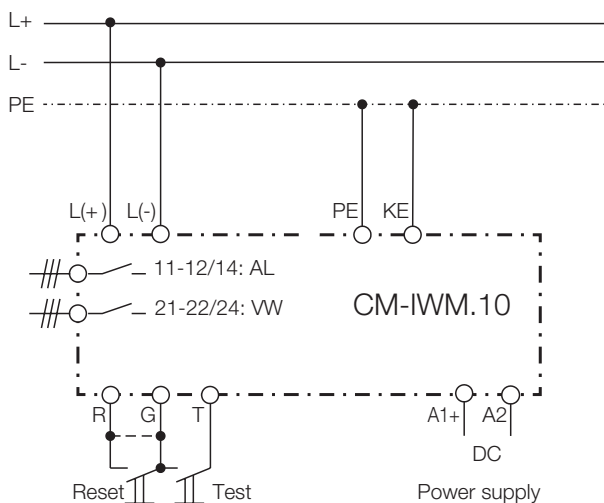 L+
L-
PE
L(+) L(-) PE KE
11-12/14: AL
21-22/24: VW
CM-IWM.10
R G T A1+ A2
DC
Reset Test Power supply